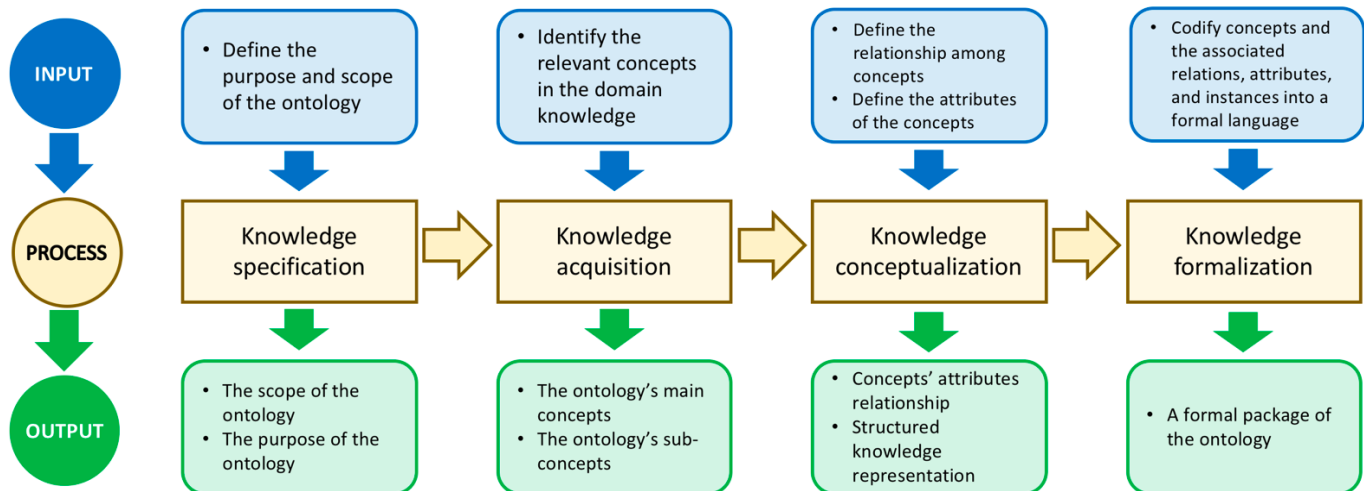 INPUT
• Define the
purpose and scope
of the ontology
• Identify the
relevant concepts
in the domain
knowledge
• Define the
relationship among
concepts
• Define the attributes
of the concepts
• Codify concepts and
the associated
relations, attributes,
and instances into a
formal language
PROCESS
Knowledge
specification
Knowledge
acquisition
Knowledge
conceptualization
Knowledge
formalization
OUTPUT
• The scope of the
ontology
• The purpose of the
ontology
• The ontology's main
concepts
• The ontology's sub-
concepts
• Concepts' attributes
relationship
• Structured
knowledge
representation
• A formal package of
the ontology